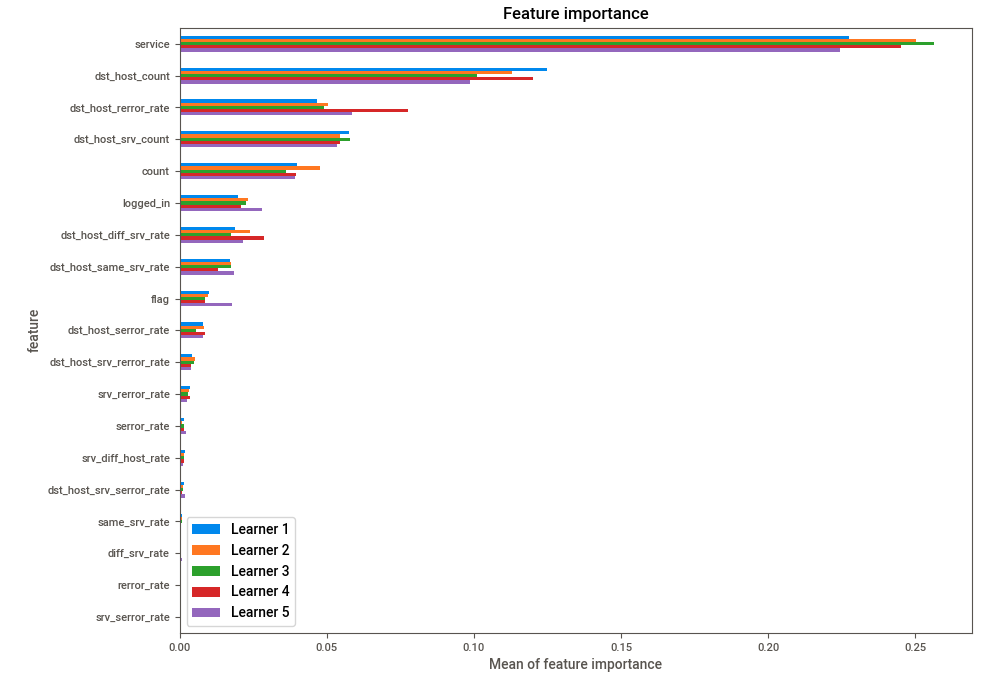 Feature importance
service
dst_host_count
dst_host_rerror_rate
dst_host_srv_count
count
logged_in
dst_host_diff_srv_rate
dst_host_same_srv_rate
flag
dst_host_serror_rate
dst_host_srv_rerror_rate
srv_rerror_rate
serror_rate
srv_diff_host_rate
dst_host_srv_serror_rate
same_srv_rate
diff_srv_rate
rerror_rate
srv_serror_rate
feature
Learner 1
Learner 2
Learner 3
Learner 4
Learner 5
0.00 0.05 0.10 0.15 0.20 0.25
Mean of feature importance